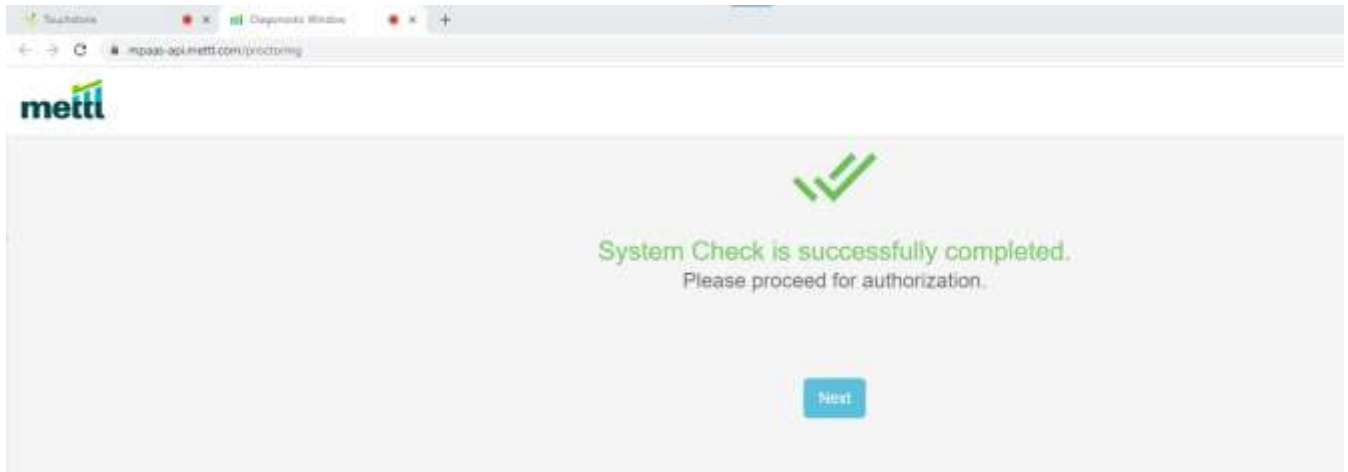 Touchstone
Diagnostic Window
mpaas-api.mettl.com/proctoring
mettl
System Check is successfully completed.
Please proceed for authorization.
Next